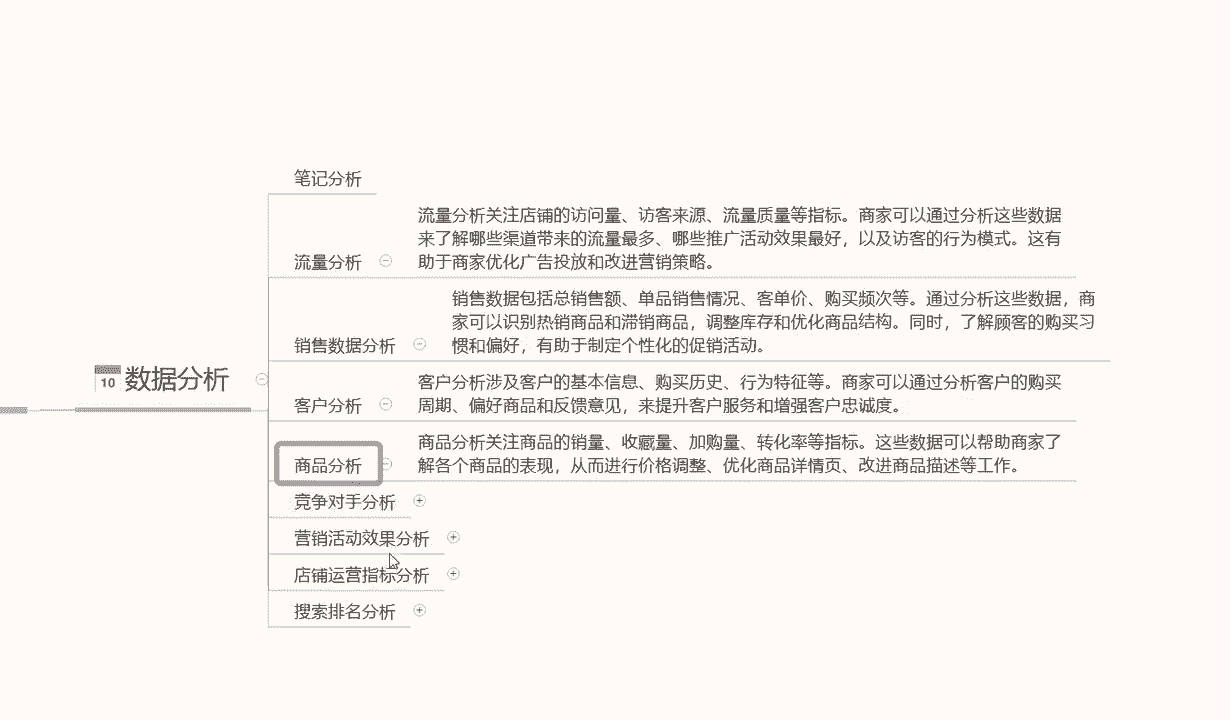 笔记分析
流量分析关注店铺的访问量、访客来源、流量质量等指标。商家可以通过分析这些数据
来了解哪些渠道带来的流量最多、哪些推广活动效果最好，以及访客的行为模式。这有
助于商家优化广告投放和改进营销策略。
流量分析
销售数据包括总销售额、单品销售情况、客单价、购买频次等。通过分析这些数据，商
家可以识别热销商品和滞销商品，调整库存和优化商品结构。同时，了解顾客的购买习
惯和偏好，有助于制定个性化的促销活动。
销售数据分析
10 数据分析
客户分析涉及客户的基本信息、购买历史、行为特征等。商家可以通过分析客户的购买
周期、偏好商品和反馈意见，来提升客户服务和增强客户忠诚度。
客户分析
商品分析关注商品的销量、收藏量、加购量、转化率等指标。这些数据可以帮助商家了
解各个商品的表现，从而进行价格调整、优化商品详情页、改进商品描述等工作。
商品分析
竞争对手分析
营销活动效果分析
店铺运营指标分析
搜索排名分析